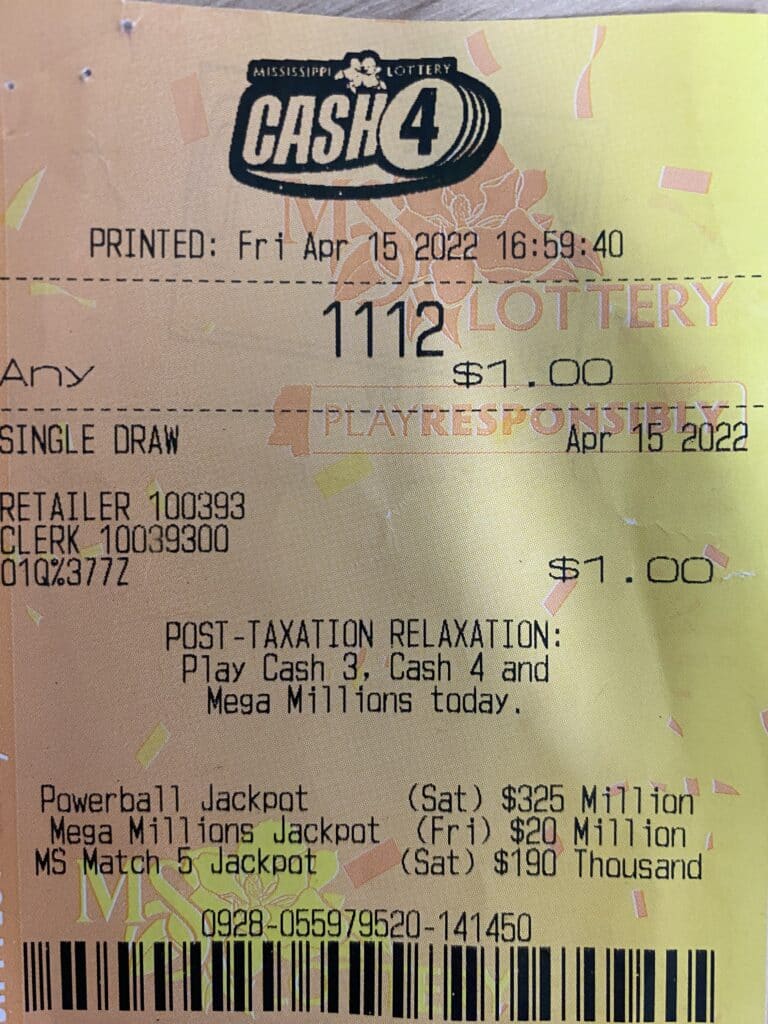 MISSISSIPPI LOTTERY
CASH 4
PRINTED: Fri Apr 15 2022 16:59:40
1112
MS LOTTERY
Any $1.00
PLAYRESPONSIBLY
SINGLE DRAW Apr 15 2022
RETAILER 100393
CLERK 10039300
01Q%377Z $1.00
POST-TAXATION RELAXATION:
Play Cash 3, Cash 4 and
Mega Millions today.
Powerball Jackpot (Sat) $325 Million
Mega Millions Jackpot (Fri) $20 Million
MS Match 5 Jackpot (Sat) $190 Thousand
MS
0928-055979520-141450
LOTTERY